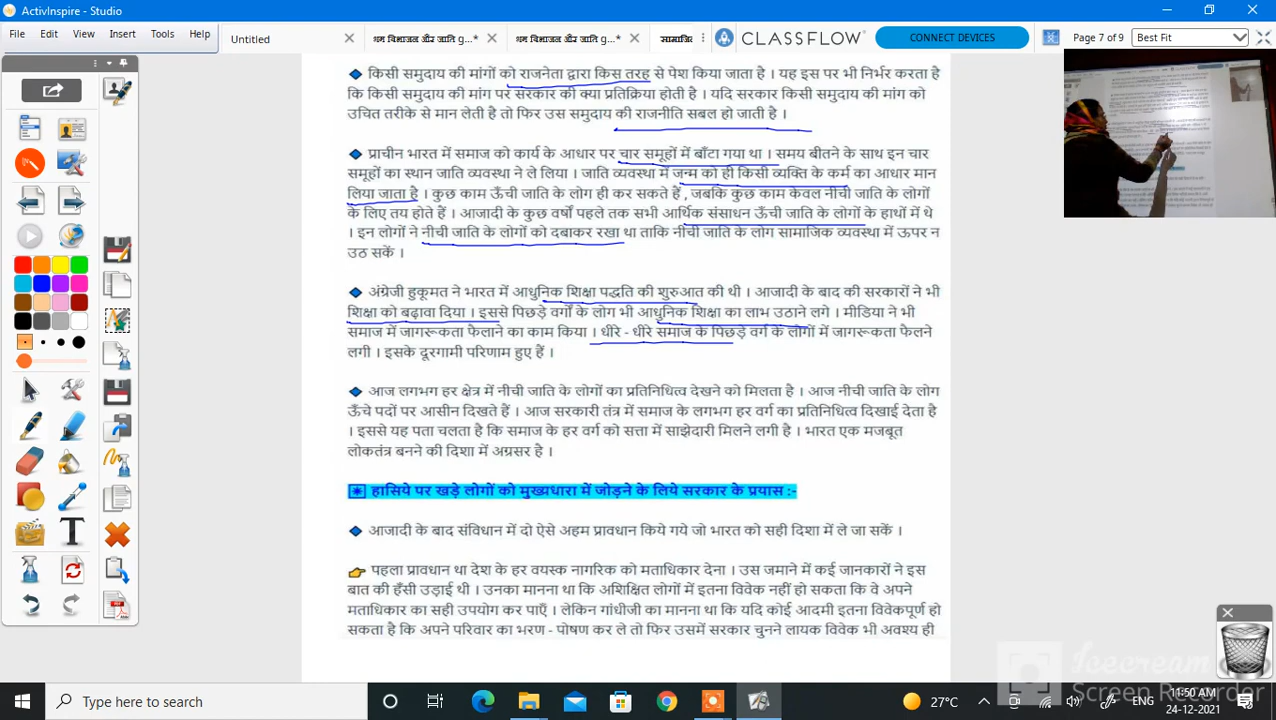 ActivInspire - Studio
File Edit View Insert Tools Help
Untitled
श्रम विभाजन और जाति g...*
श्रम विभाजन और जाति g...*
सामाजि
CLASSFLOW
CONNECT DEVICES
Page 7 of 9
Best Fit
किसी समुदाय की मांगों को राजनेता द्वारा किस तरह से पेश किया जाता है । यह इस पर भी निर्भर करता है
कि किसी समुदाय की मांग पर सरकार की क्या प्रतिक्रिया होती है । यदि सरकार किसी समुदाय की मांग को
उचित तरीके से मान लेती है तो फिर उस समुदाय की राजनीति सबल हो जाती है ।
प्राचीन भारत में समाज को कार्य के आधार पर चार समूहों में बाँटा गया था । समय बीतने के साथ इन चार
समूहों का स्थान जाति व्यवस्था ने ले लिया । जाति व्यवस्था में जन्म को ही किसी व्यक्ति के कर्म का आधार मान
लिया जाता है । कुछ काम ऊँची जाति के लोग ही कर सकते हैं , जबकि कुछ काम केवल नीची जाति के लोगों
के लिए तय होते हैं । आजादी के कुछ वर्षों पहले तक सभी आर्थिक संसाधन ऊँची जाति के लोगों के हाथों में थे
। इन लोगों ने नीची जाति के लोगों को दबाकर रखा था ताकि नीची जाति के लोग सामाजिक व्यवस्था में ऊपर न
उठ सकें ।
अंग्रेजी हुकूमत ने भारत में आधुनिक शिक्षा पद्धति की शुरुआत की थी । आजादी के बाद की सरकारों ने भी
शिक्षा को बढ़ावा दिया । इससे पिछड़े वर्गों के लोग भी आधुनिक शिक्षा का लाभ उठाने लगे । मीडिया ने भी
समाज में जागरूकता फैलाने का काम किया । धीरे - धीरे समाज के पिछड़े वर्ग के लोगों में जागरूकता फैलने
लगी । इसके दूरगामी परिणाम हुए हैं ।
आज लगभग हर क्षेत्र में नीची जाति के लोगों का प्रतिनिधित्व देखने को मिलता है । आज नीची जाति के लोग
ऊँचे पदों पर आसीन दिखते हैं । आज सरकारी तंत्र में समाज के लगभग हर वर्ग का प्रतिनिधित्व दिखाई देता है
। इससे यह पता चलता है कि समाज के हर वर्ग को सत्ता में साझेदारी मिलने लगी है । भारत एक मजबूत
लोकतंत्र बनने की दिशा में अग्रसर है ।
हासिये पर खड़े लोगों को मुख्यधारा में जोड़ने के लिये सरकार के प्रयास :-
आजादी के बाद संविधान में दो ऐसे अहम प्रावधान किये गये जो भारत को सही दिशा में ले जा सकें ।
पहला प्रावधान था देश के हर वयस्क नागरिक को मताधिकार देना । उस जमाने में कई जानकारों ने इस
बात की हँसी उड़ाई थी । उनका मानना था कि अशिक्षित लोगों में इतना विवेक नहीं हो सकता कि वे अपने
मताधिकार का सही उपयोग कर पाएँ । लेकिन गांधीजी का मानना था कि यदि कोई आदमी इतना विवेकपूर्ण हो
सकता है कि अपने परिवार का भरण - पोषण कर ले तो फिर उसमें सरकार चुनने लायक विवेक भी अवश्य ही
Icecream
Screen Recorder
Type here to search
27°C
ENG
11:50 AM
24-12-2021